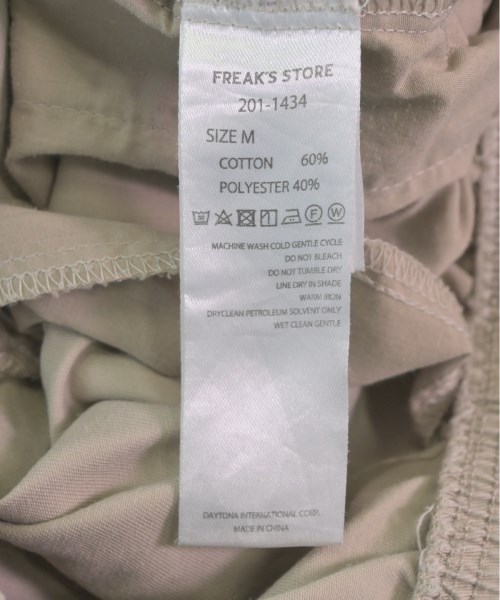 FREAK'S STORE
201-1434
SIZE M
COTTON 60%
POLYESTER 40%
F W
MACHINE WASH COLD GENTLE CYCLE
DO NOT BLEACH
DO NOT TUMBLE DRY
LINE DRY IN SHADE
WARM IRON
DRYCLEAN PETROLEUM SOLVENT ONLY
WET CLEAN GENTLE
DAYTONA INTERNATIONAL CORP.
MADE IN CHINA